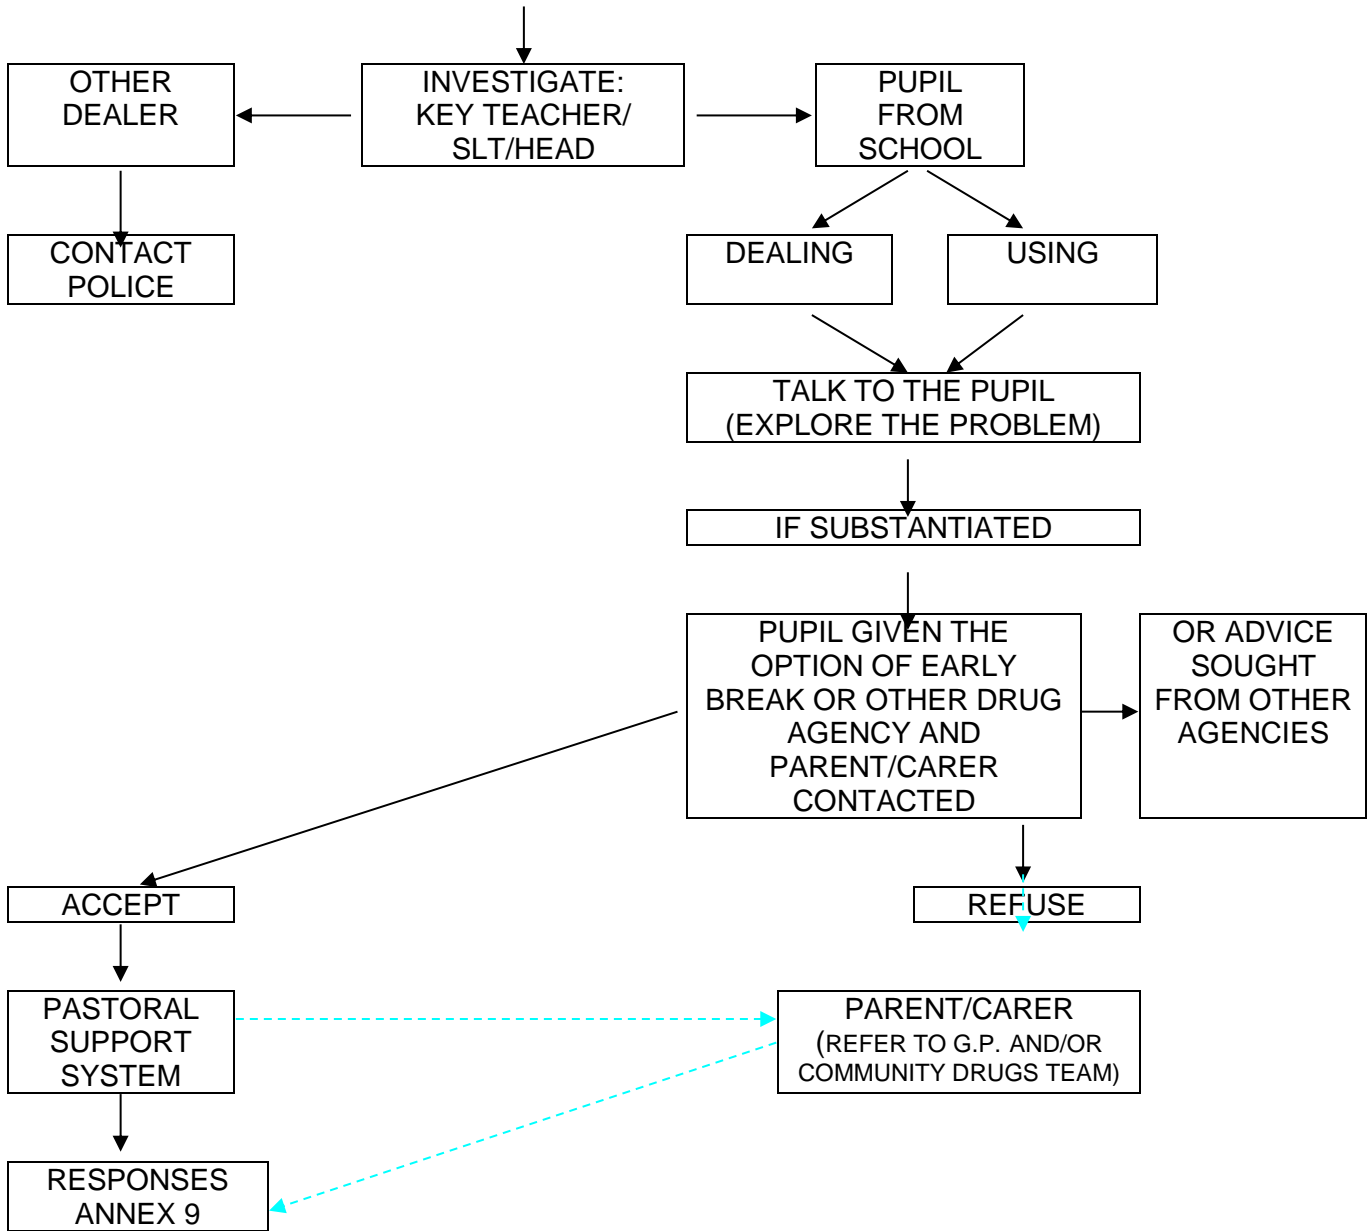 OTHER
DEALER
INVESTIGATE:
KEY TEACHER/
SLT/HEAD
PUPIL
FROM
SCHOOL
CONTACT
POLICE
DEALING
USING
TALK TO THE PUPIL
(EXPLORE THE PROBLEM)
IF SUBSTANTIATED
PUPIL GIVEN THE
OPTION OF EARLY
BREAK OR OTHER DRUG
AGENCY AND
PARENT/CARER
CONTACTED
OR ADVICE
SOUGHT
FROM OTHER
AGENCIES
ACCEPT
REFUSE
PASTORAL
SUPPORT
SYSTEM
PARENT/CARER
(REFER TO G.P. AND/OR
COMMUNITY DRUGS TEAM)
RESPONSES
ANNEX 9